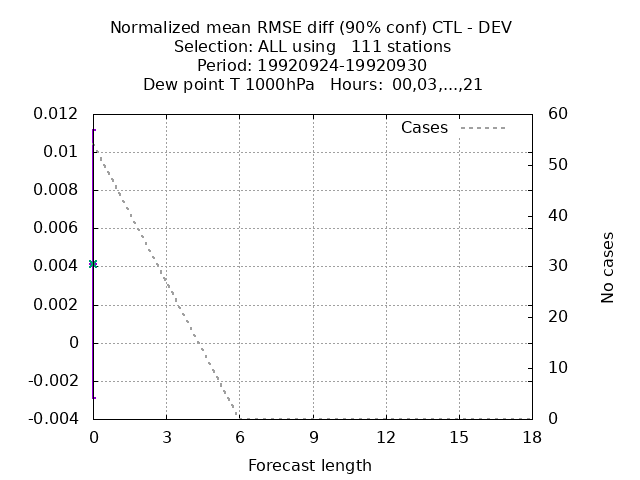 Normalized mean RMSE diff (90% conf) CTL - DEV
Selection: ALL using   111 stations
Period: 19920924-19920930
Dew point T 1000hPa   Hours:  00,03,...,21
Cases
0.012
0.01
0.008
0.006
0.004
0.002
0
-0.002
-0.004
60
50
40
30
20
10
0
No cases
0 3 6 9 12 15 18
Forecast length